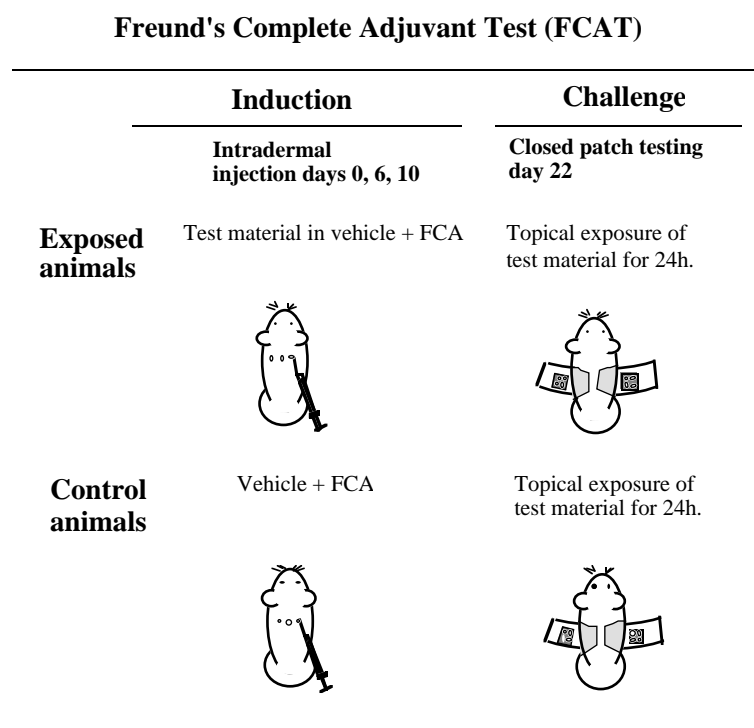 Freund's Complete Adjuvant Test (FCAT)
Induction
Challenge
Intradermal
injection days 0, 6, 10
Closed patch testing
day 22
Exposed
animals
Test material in vehicle + FCA
Topical exposure of
test material for 24h.
Control
animals
Vehicle + FCA
Topical exposure of
test material for 24h.